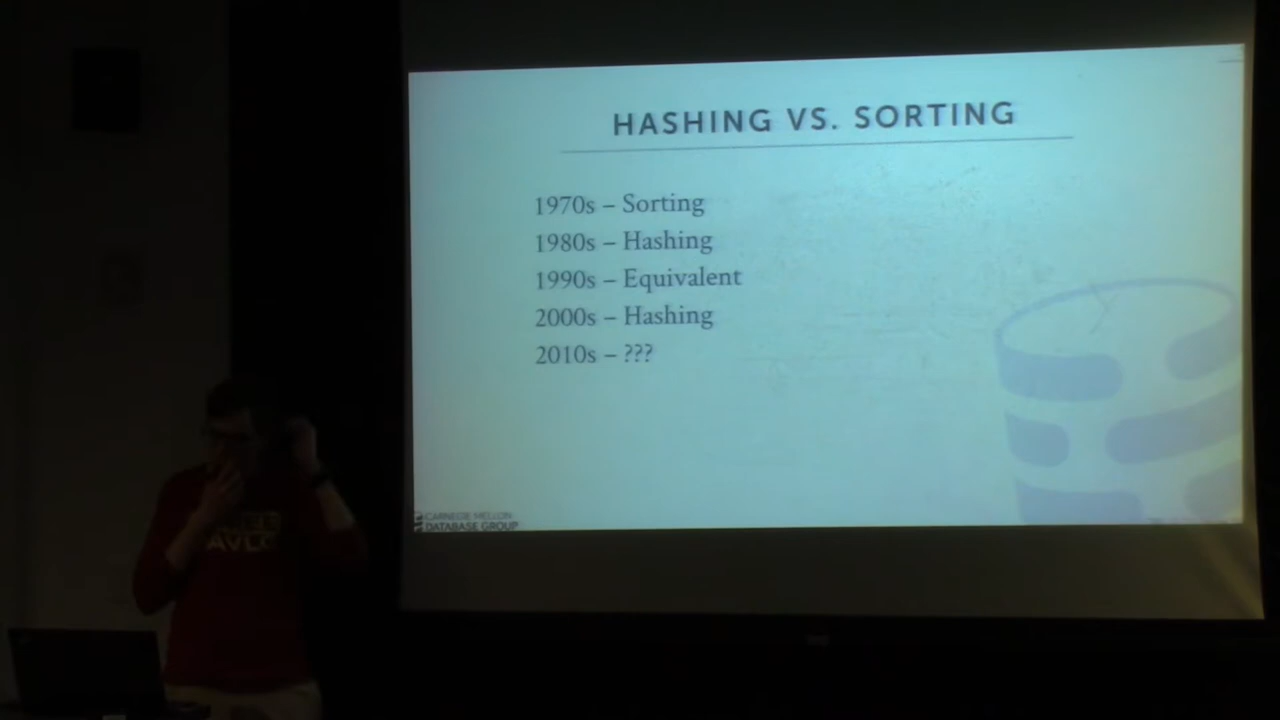 HASHING VS. SORTING
1970s – Sorting
1980s – Hashing
1990s – Equivalent
2000s – Hashing
2010s – ???
CARNEGIE MELLON
DATABASE GROUP